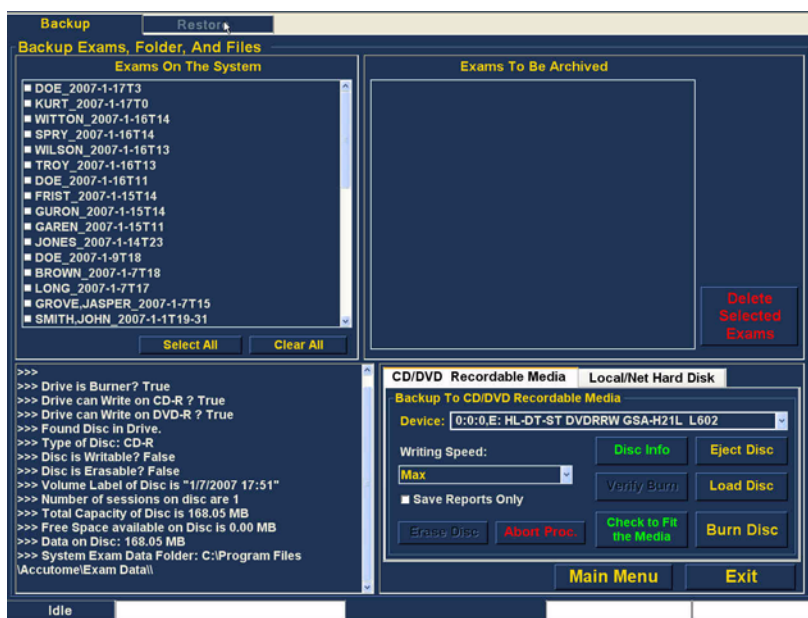 Backup
Restore
Backup Exams, Folder, And Files
Exams On The System
DOE_2007-1-17T3
KURT_2007-1-17T0
WITTON_2007-1-16T14
SPRY_2007-1-16T14
WILSON_2007-1-16T13
TROY_2007-1-16T13
DOE_2007-1-16T11
FRIST_2007-1-15T14
GURON_2007-1-15T14
GAREN_2007-1-15T11
JONES_2007-1-14T23
DOE_2007-1-9T18
BROWN_2007-1-7T18
LONG_2007-1-7T17
GROVE,JASPER_2007-1-7T15
SMITH,JOHN_2007-1-1T19-31
Select All
Clear All
Exams To Be Archived
Delete
Selected
Exams
>>>
>>> Drive is Burner? True
>>> Drive can Write on CD-R ? True
>>> Drive can Write on DVD-R ? True
>>> Found Disc in Drive.
>>> Type of Disc: CD-R
>>> Disc is Writable? False
>>> Disc is Erasable? False
>>> Volume Label of Disc is "1/7/2007 17:51"
>>> Number of sessions on disc are 1
>>> Total Capacity of Disc is 168.05 MB
>>> Free Space available on Disc is 0.00 MB
>>> Data on Disc: 168.05 MB
>>> System Exam Data Folder: C:\Program Files
\Accutome\Exam Data\\
CD/DVD Recordable Media
Local/Net Hard Disk
Backup To CD/DVD Recordable Media
Device:
0:0:0,E: HL-DT-ST DVDRRW GSA-H21L L602
Writing Speed:
Max
Save Reports Only
Disc Info
Eject Disc
Verify Burn
Load Disc
Erase Disc
Abort Proc.
Check to Fit
the Media
Burn Disc
Main Menu
Exit
Idle